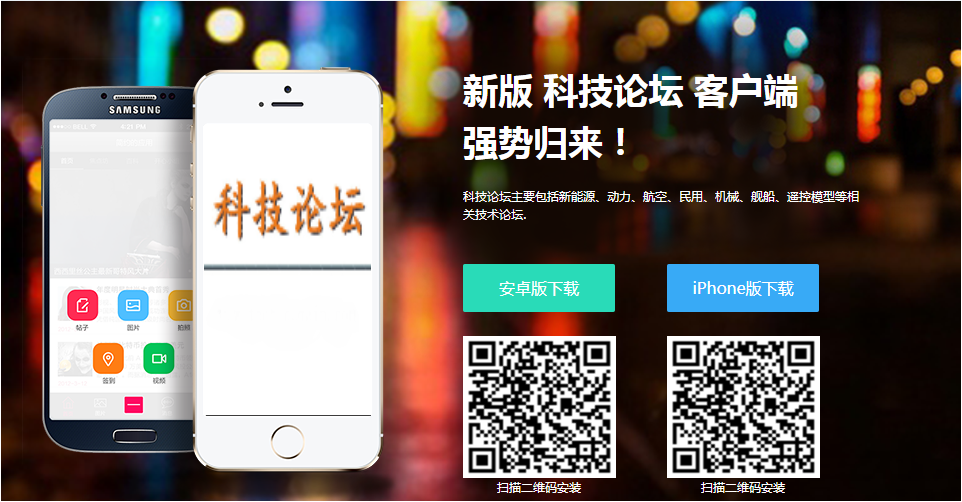 新版 科技论坛 客户端
强势归来！
科技论坛主要包括新能源、动力、航空、民用、机械、舰船、遥控模型等相
关技术论坛.
安卓版下载
iPhone版下载
扫描二维码安装
扫描二维码安装
SAMSUNG
4:21 PM
帖子
图片
拍照
签到
视频
科技论坛